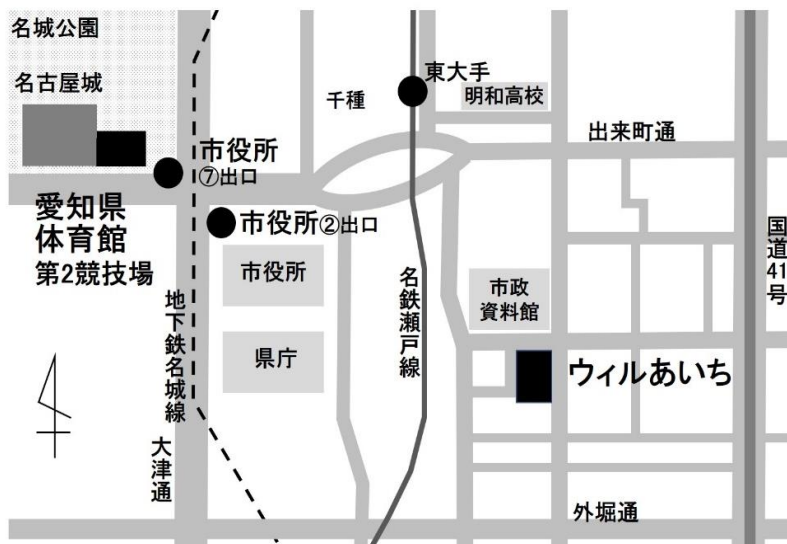 名城公園
名古屋城
千種
東大手
明和高校
出来町通
市役所
⑦出口
愛知県
体育館
第2競技場
市役所②出口
市役所
県庁
地下鉄名城線
大津通
名鉄瀬戸線
市政
資料館
国道41号
ウィルあいち
外堀通